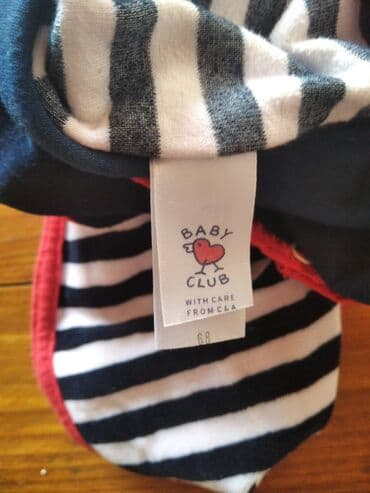 BABY
CLUB
WITH CARE
FROM C&A
68